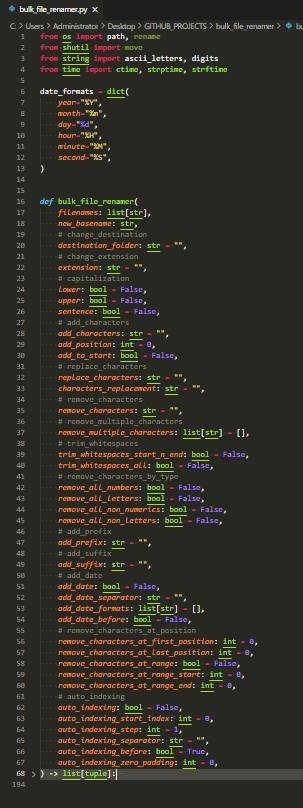 bulk_file_renamer.py ×
C: > Users > Administrator > Desktop > GITHUB_PROJECTS > bulk_file_renamer >
1 from os import path, rename
2 from shutil import move
3 from string import ascii_letters, digits
4 from time import ctime, strptime, strftime
5
6 date_formats = dict(
7 year="%Y",
8 month="%m",
9 day="%d",
10 hour="%H",
11 minute="%M",
12 second="%S",
13 )
14
15
16 def bulk_file_renamer(
17 filenames: list[str],
18 new_basename: str,
19 # change_destination
20 destination_folder: str = "",
21 # change_extension
22 extension: str = "",
23 # capitalization
24 lower: bool = False,
25 upper: bool = False,
26 sentence: bool = False,
27 # add_characters
28 add_characters: str = "",
29 add_position: int = 0,
30 add_to_start: bool = False,
31 # replace_characters
32 replace_characters: str = "",
33 characters_replacement: str = "",
34 # remove_characters
35 remove_characters: str = "",
36 # remove_multiple_characters
37 remove_multiple_characters: list[str] = [],
38 # trim_whitespaces
39 trim_whitespaces_start_n_end: bool = False,
40 trim_whitespaces_all: bool = False,
41 # remove_characters_by_type
42 remove_all_numbers: bool = False,
43 remove_all_letters: bool = False,
44 remove_all_non_numerics: bool = False,
45 remove_all_non_letters: bool = False,
46 # add_prefix
47 add_prefix: str = "",
48 # add_suffix
49 add_suffix: str = "",
50 # add_date
51 add_date: bool = False,
52 add_date_separator: str = "",
53 add_date_formats: list[str] = [],
54 add_date_before: bool = False,
55 # remove_characters_at_position
56 remove_characters_at_first_position: int = 0,
57 remove_characters_at_last_position: int = 0,
58 remove_characters_at_range: bool = False,
59 remove_characters_at_range_start: int = 0,
60 remove_characters_at_range_end: int = 0,
61 # auto_indexing
62 auto_indexing: bool = False,
63 auto_indexing_start_index: int = 0,
64 auto_indexing_step: int = 1,
65 auto_indexing_separator: str = "",
66 auto_indexing_before: bool = True,
67 auto_indexing_zero_padding: int = 0,
68 ) -> list[tuple]:
194